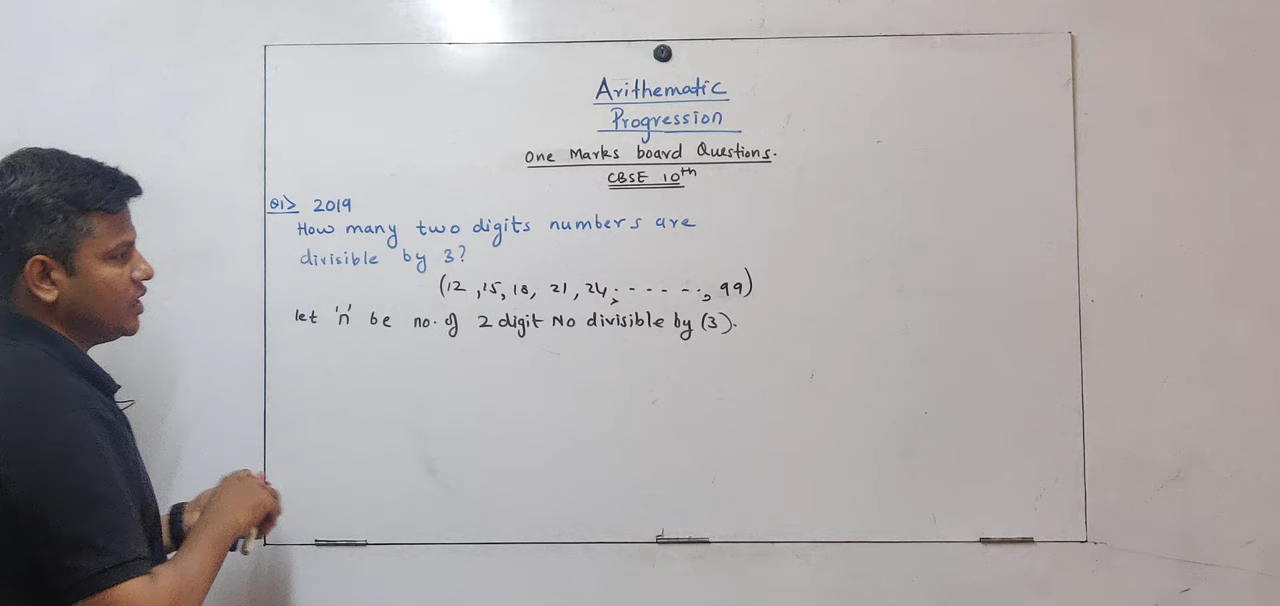 Arithematic
Progression
One Marks board Questions.
CBSE 10th
Q1> 2019
How many two digits numbers are
divisible by 3?
(12 ,15, 18, 21, 24, - - - - - -, 99)
let 'n' be no. of 2 digit No divisible by (3).